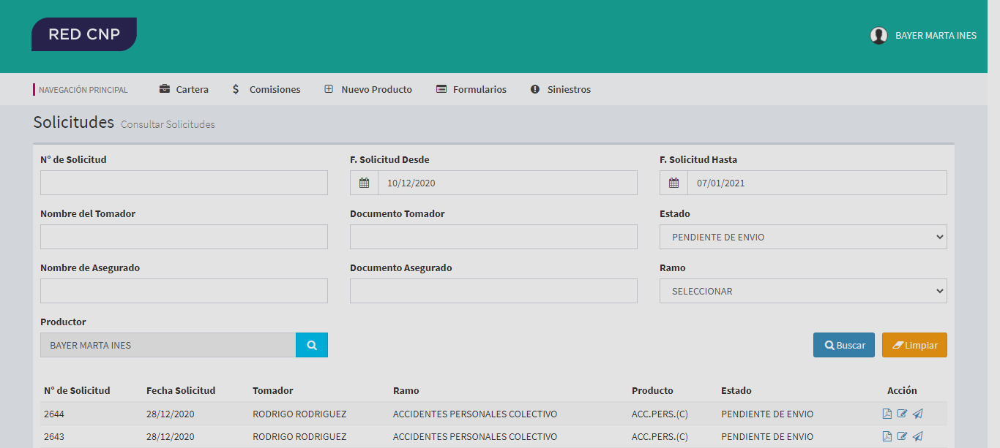 RED CNP
BAYER MARTA INES
NAVEGACIÓN PRINCIPAL Cartera Comisiones Nuevo Producto Formularios Siniestros
Solicitudes Consultar Solicitudes
N° de Solicitud F. Solicitud Desde F. Solicitud Hasta
10/12/2020 07/01/2021
Nombre del Tomador Documento Tomador Estado
PENDIENTE DE ENVIO
Nombre de Asegurado Documento Asegurado Ramo
SELECCIONAR
Productor
BAYER MARTA INES Buscar Limpiar
N° de Solicitud Fecha Solicitud Tomador Ramo Producto Estado Acción
2644 28/12/2020 RODRIGO RODRIGUEZ ACCIDENTES PERSONALES COLECTIVO ACC.PERS.(C) PENDIENTE DE ENVIO
2643 28/12/2020 RODRIGO RODRIGUEZ ACCIDENTES PERSONALES COLECTIVO ACC.PERS.(C) PENDIENTE DE ENVIO